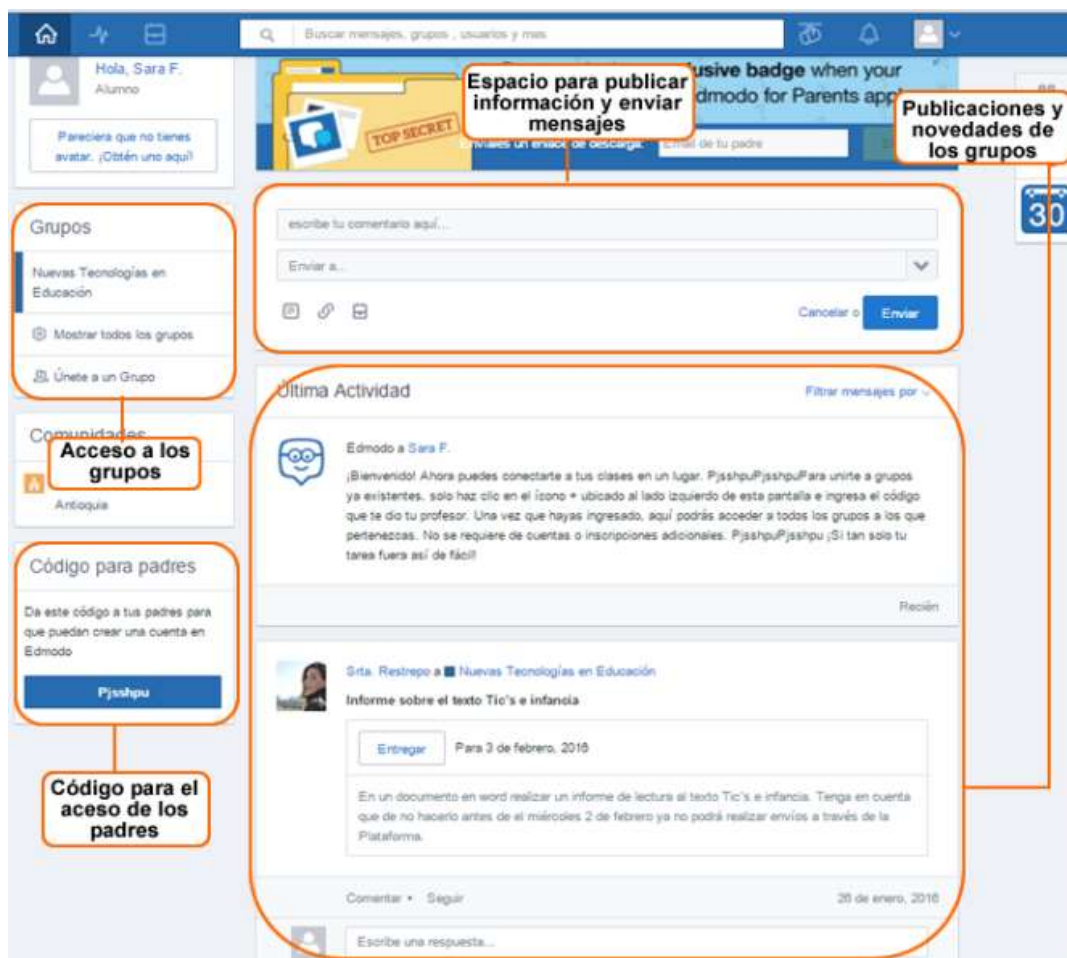 Buscar mensajes, grupos , usuarios y mas
Hola, Sara F.
Alumno
Pareciera que no tienes
avatar. ¡Obtén uno aquí!
TOP SECRET
usive badge when your
dmodo for Parents app
Envíales un enlace de descarga:
Email de tu padre
Espacio para publicar
información y enviar
mensajes
Publicaciones y
novedades de
los grupos
30
Grupos
Nuevas Tecnologías en
Educación
Mostrar todos los grupos
Únete a un Grupo
Comunidades
Acceso a los
grupos
Antioquia
Código para padres
Da este código a tus padres para
que puedan crear una cuenta en
Edmodo
Pjsshpu
Código para el
aceso de los
padres
escribe tu comentario aquí...
Enviar a...
Cancelar o Enviar
Última Actividad
Filtrar mensajes por
Edmodo a Sara F.
¡Bienvenido! Ahora puedes conectarte a tus clases en un lugar. PjsshpuPjsshpuPara unirte a grupos
ya existentes, solo haz clic en el ícono + ubicado al lado izquierdo de esta pantalla e ingresa el código
que te dio tu profesor. Una vez que hayas ingresado, aquí podrás acceder a todos los grupos a los que
pertenezcas. No se requiere de cuentas o inscripciones adicionales. PjsshpuPjsshpu ¡Si tan solo tu
tarea fuera así de fácil!
Recién
Srta. Restrepo a Nuevas Tecnologías en Educación
Informe sobre el texto Tic's e infancia
Entregar Para 3 de febrero, 2016
En un documento en word realizar un informe de lectura al texto Tic's e infancia. Tenga en cuenta
que de no hacerlo antes de el miércoles 2 de febrero ya no podrá realizar envíos a través de la
Plataforma.
Comentar • Seguir
26 de enero, 2016
Escribe una respuesta...